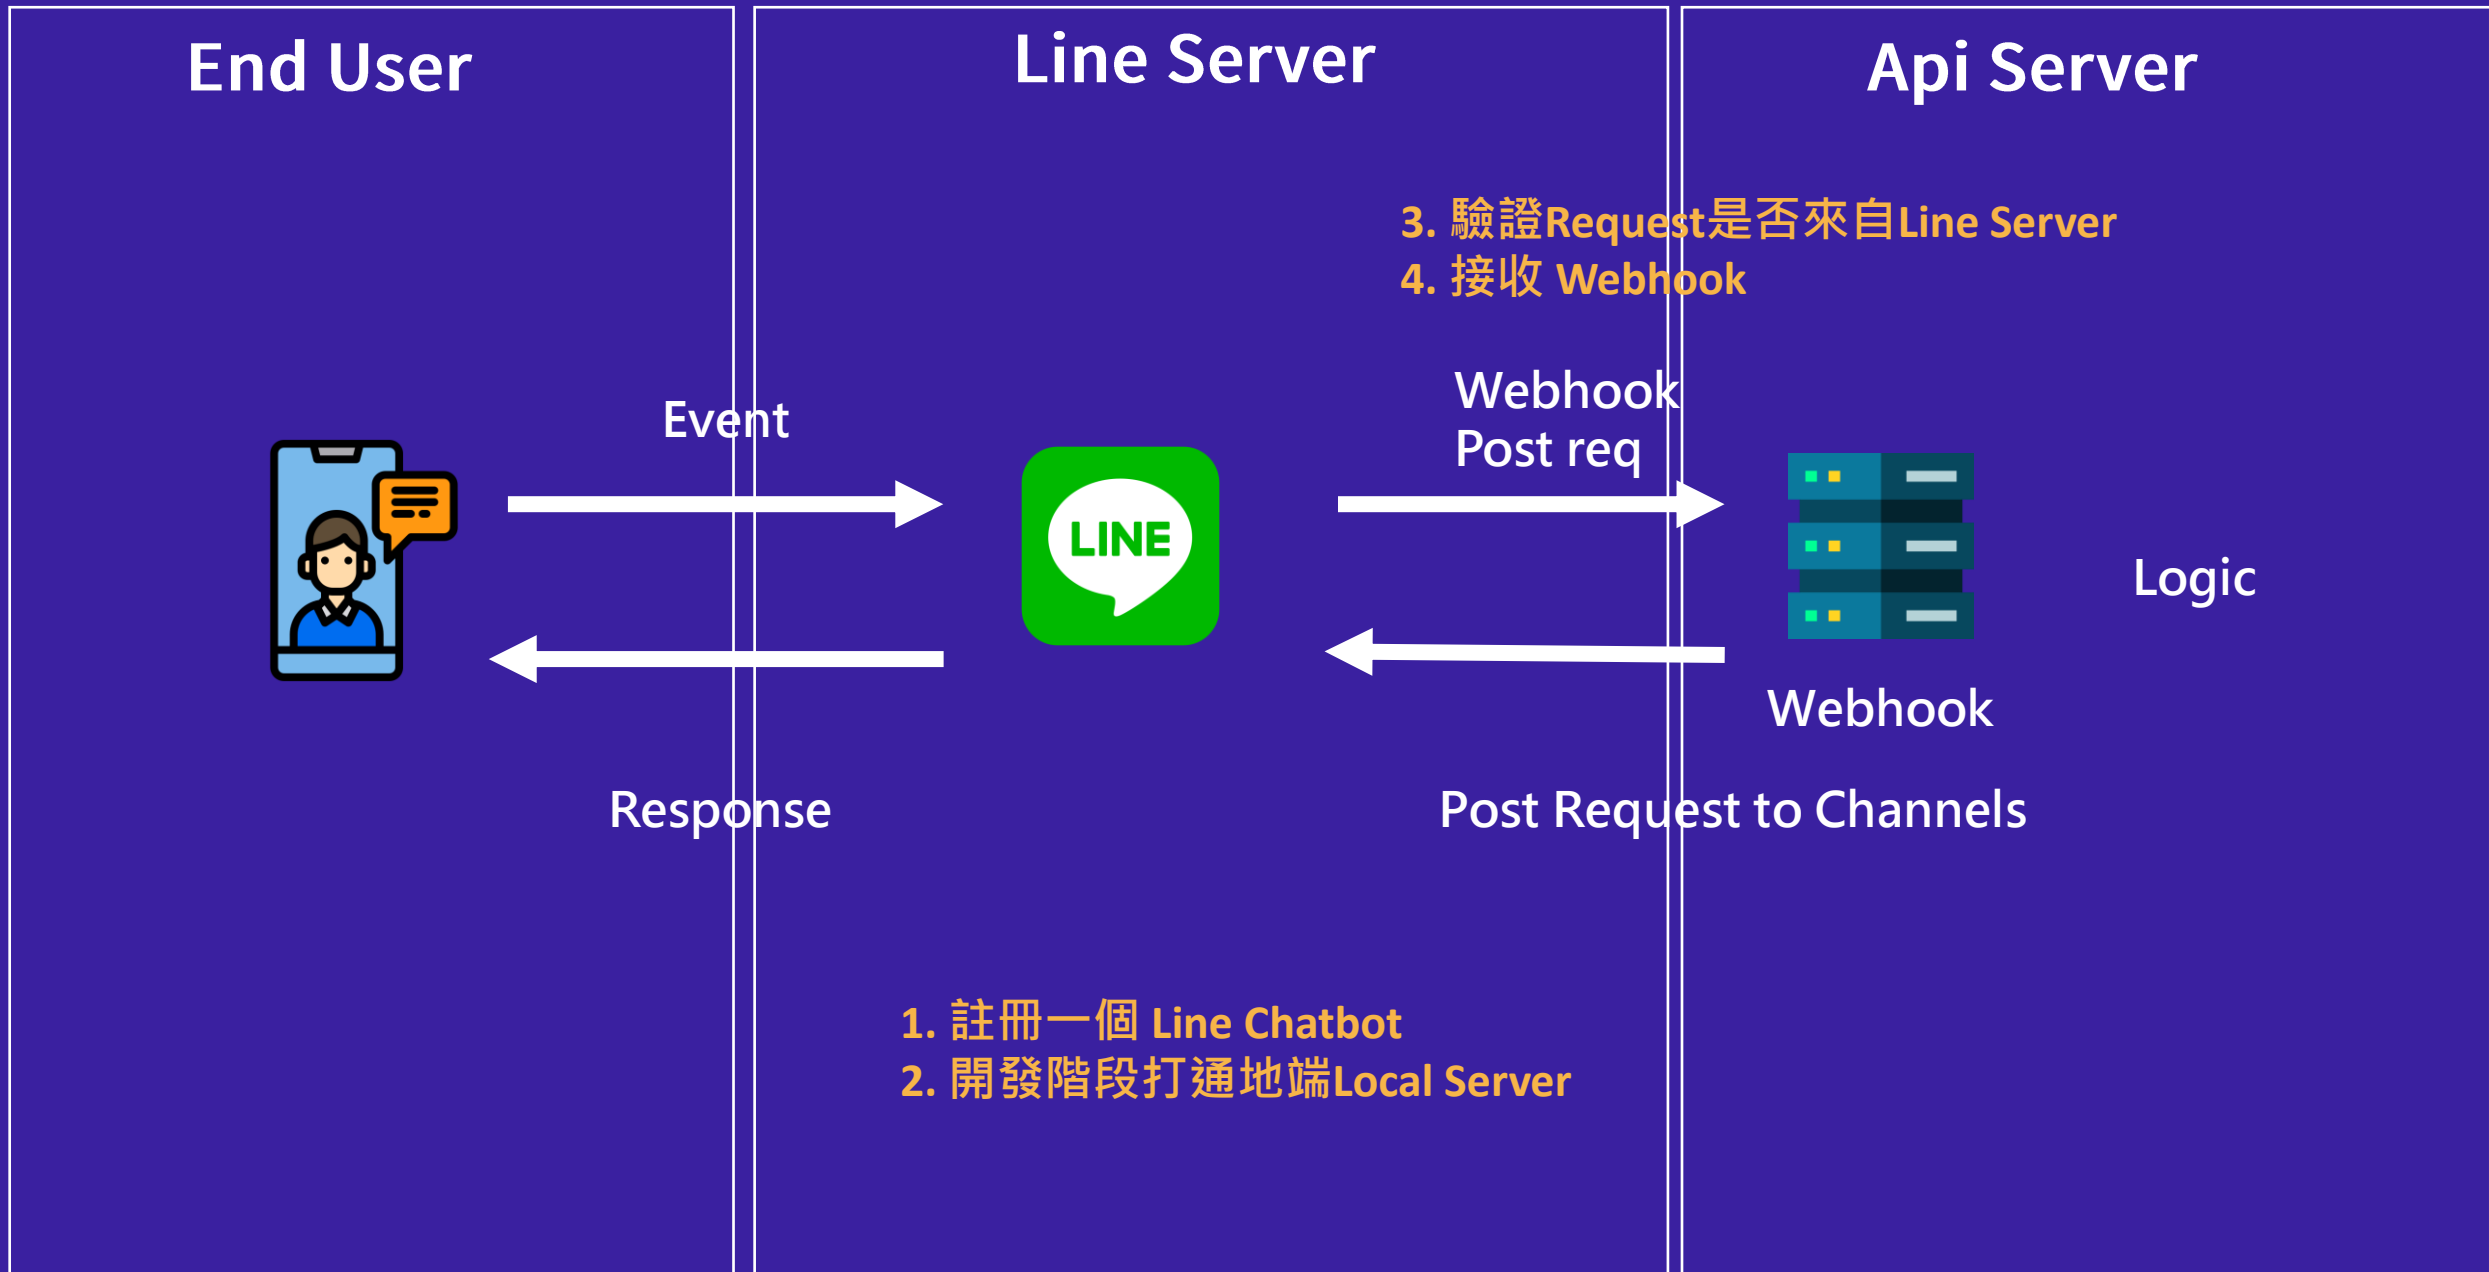 End User
Line Server
Api Server
3. 驗證Request是否來自Line Server
4. 接收 Webhook
Event
Webhook
Post req
LINE
Logic
Webhook
Response
Post Request to Channels
1. 註冊一個 Line Chatbot
2. 開發階段打通地端Local Server